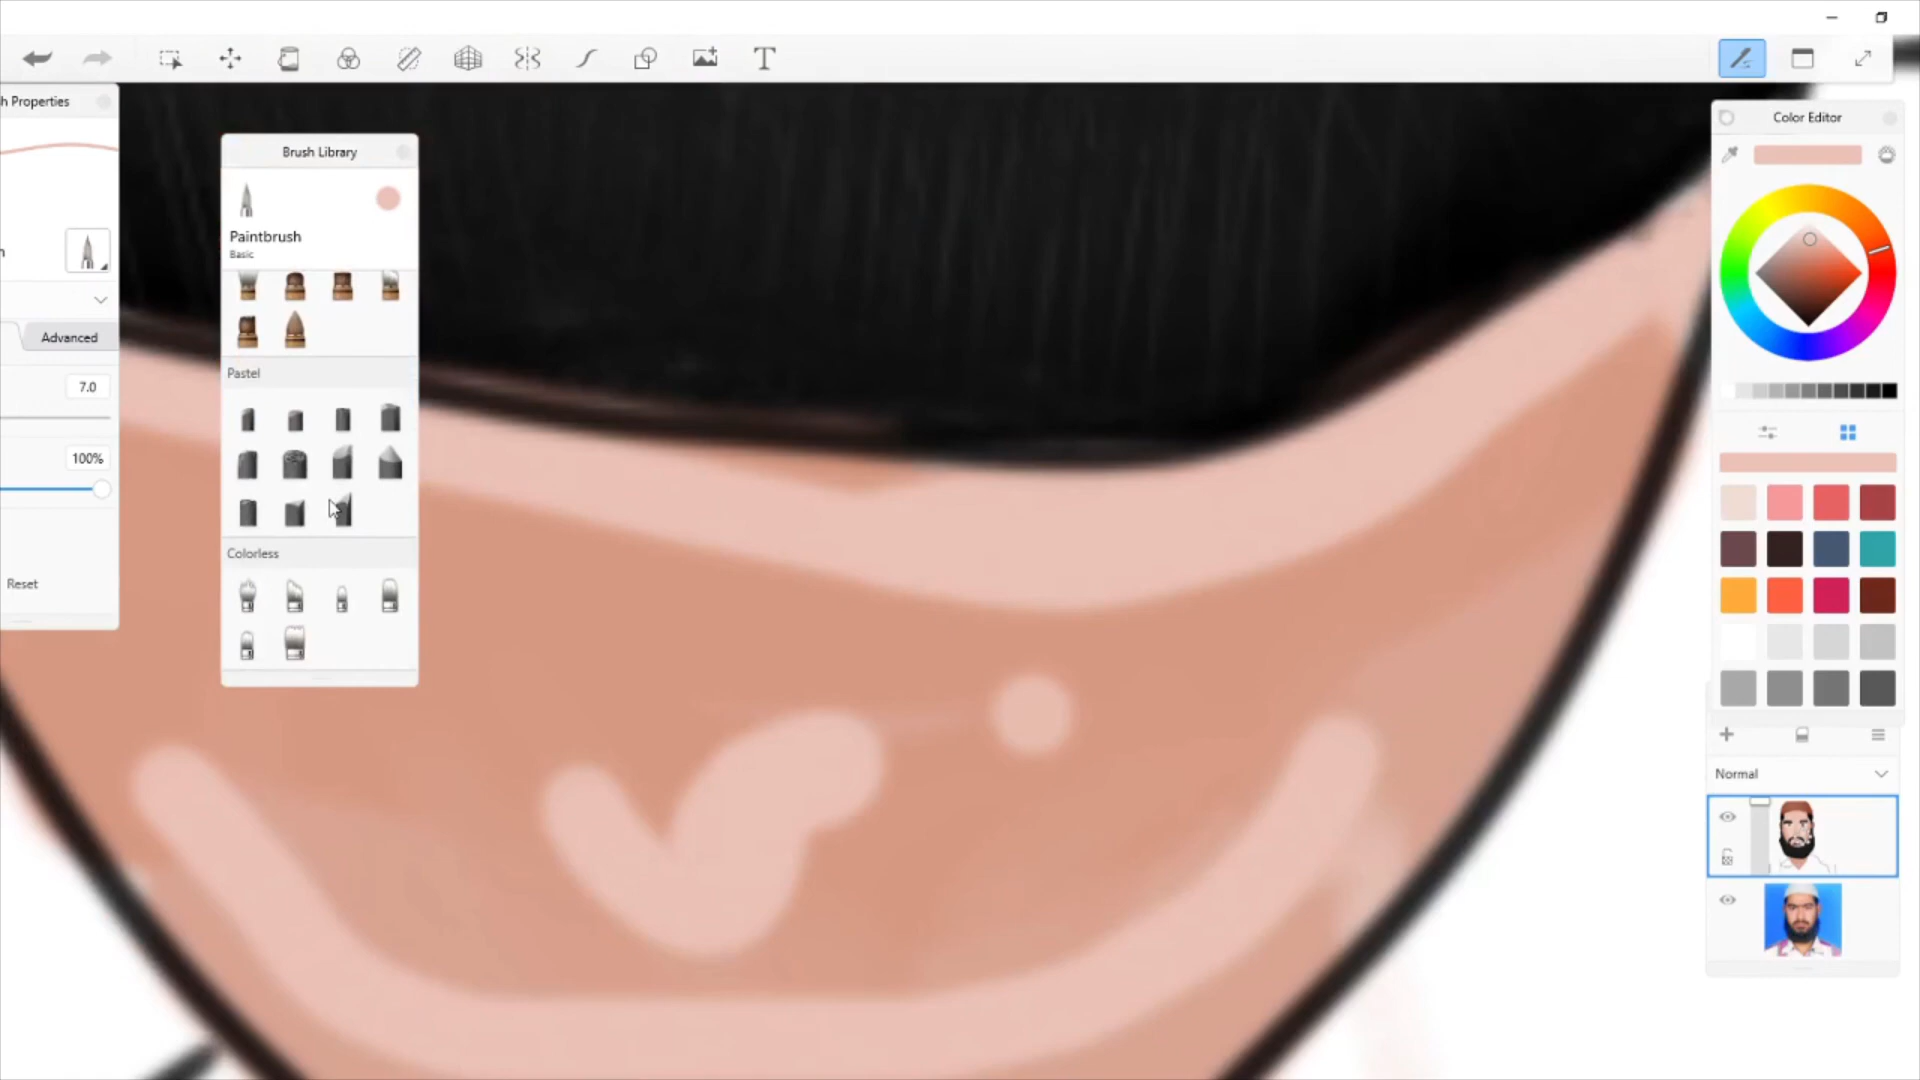 h Properties
Color Editor
Brush Library
Paintbrush
Basic
n
Advanced
Pastel
7.0
100%
Colorless
Reset
Normal